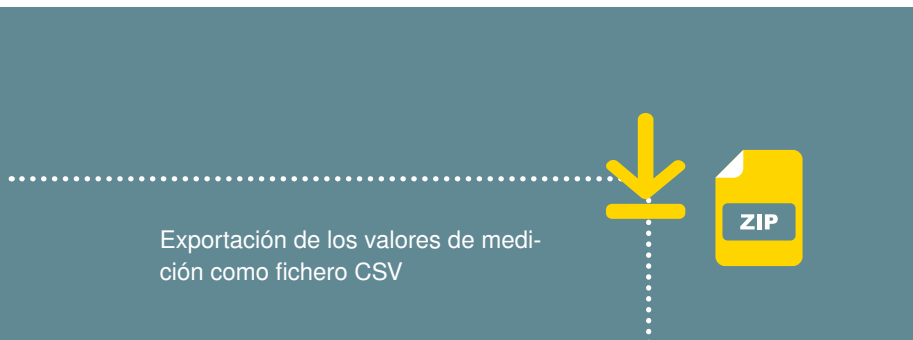 ZIP
Exportación de los valores de medi-
ción como fichero CSV